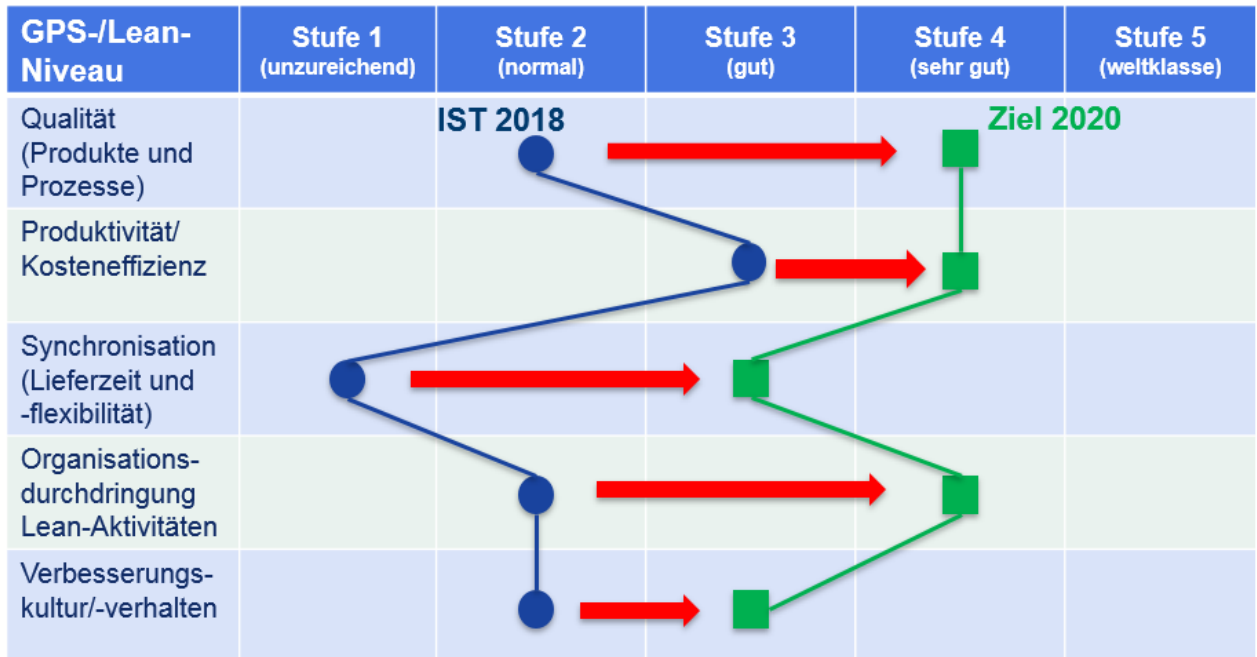 GPS-/Lean-
Niveau
Stufe 1
(unzureichend)
Stufe 2
(normal)
Stufe 3
(gut)
Stufe 4
(sehr gut)
Stufe 5
(weltklasse)
Qualität
(Produkte und
Prozesse)
IST 2018
Ziel 2020
Produktivität/
Kosteneffizienz
Synchronisation
(Lieferzeit und
-flexibilität)
Organisations-
durchdringung
Lean-Aktivitäten
Verbesserungs-
kultur/-verhalten